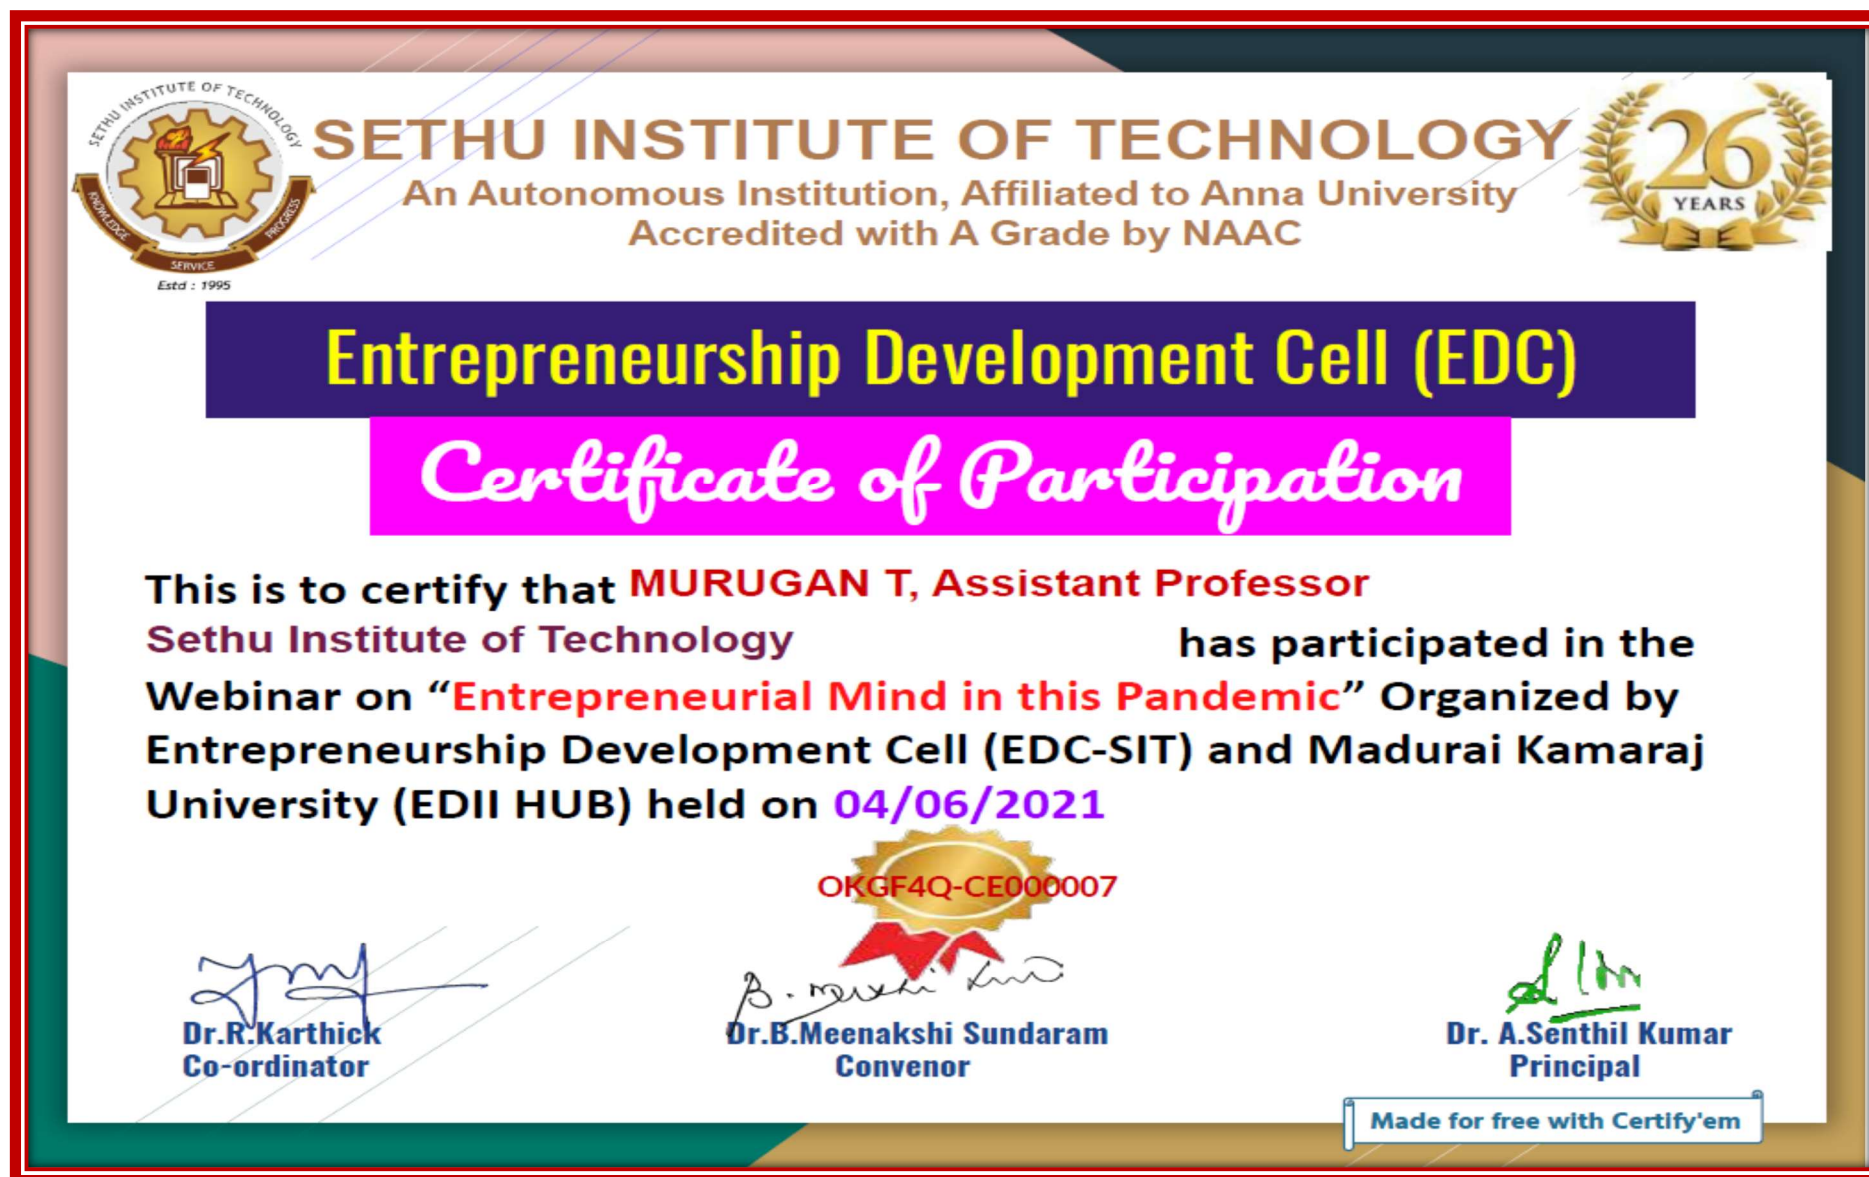 SETHU INSTITUTE OF TECHNOLOGY
KNOWLEDGE
SERVICE
PROGRESS
Estd : 1995
SETHU INSTITUTE OF TECHNOLOGY
An Autonomous Institution, Affiliated to Anna University
Accredited with A Grade by NAAC
26
YEARS
Entrepreneurship Development Cell (EDC)
Certificate of Participation
This is to certify that MURUGAN T, Assistant Professor
Sethu Institute of Technology has participated in the
Webinar on “Entrepreneurial Mind in this Pandemic” Organized by
Entrepreneurship Development Cell (EDC-SIT) and Madurai Kamaraj
University (EDII HUB) held on 04/06/2021
OKGF4Q-CE000007
Dr.R.Karthick
Co-ordinator
Dr.B.Meenakshi Sundaram
Convenor
Dr. A.Senthil Kumar
Principal
Made for free with Certify'em